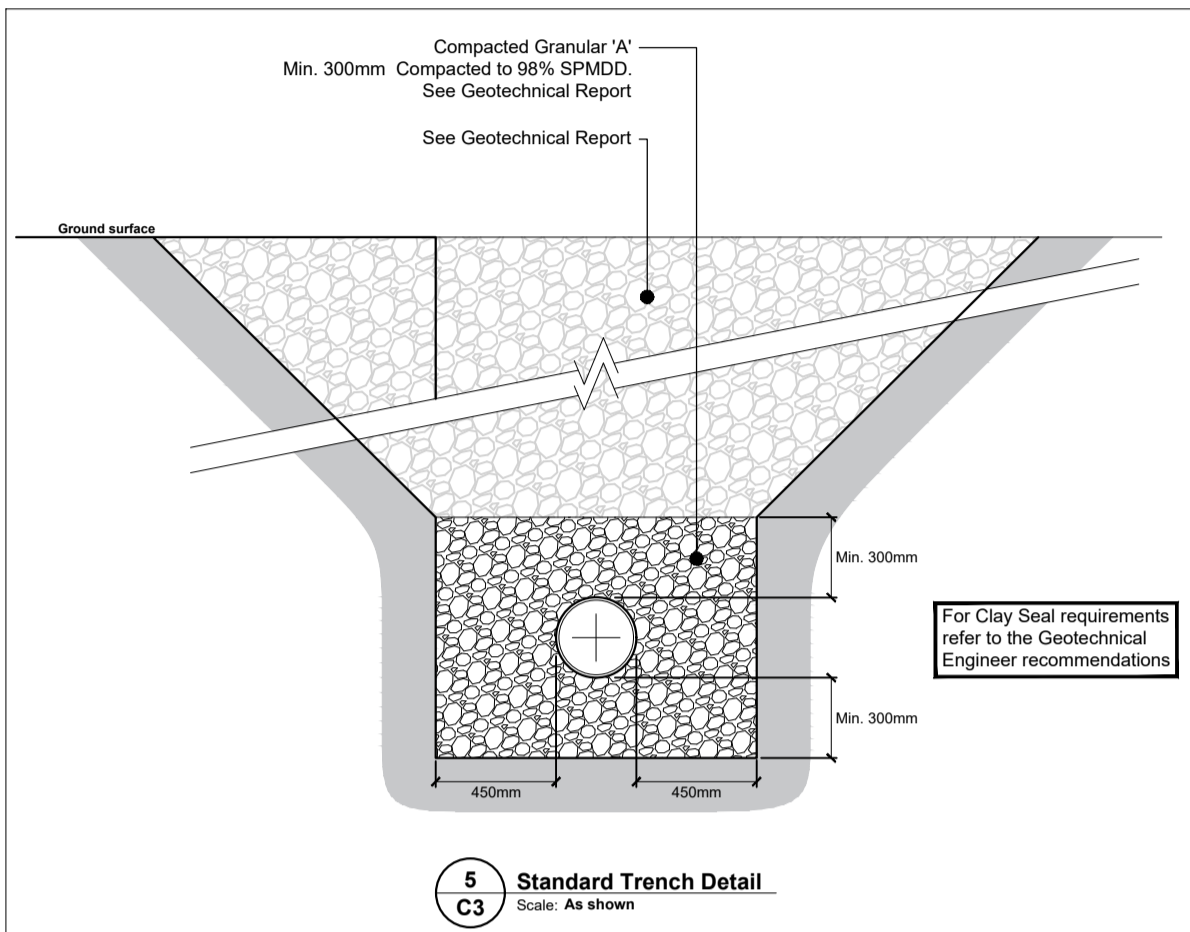 Compacted Granular 'A'
Min. 300mm Compacted to 98% SPMDD.
See Geotechnical Report
See Geotechnical Report
Ground surface
Min. 300mm
For Clay Seal requirements
refer to the Geotechnical
Engineer recommendations
Min. 300mm
450mm
450mm
5
C3
Standard Trench Detail
Scale: As shown